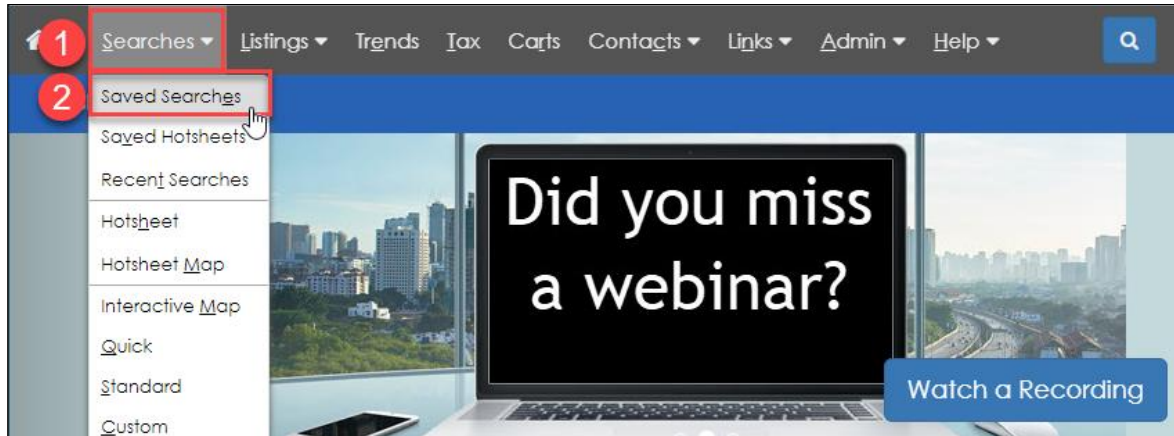 1 Searches Listings Trends Tax Carts Contacts Links Admin Help
2 Saved Searches
Saved Hotsheets
Recent Searches
Hotsheet
Hotsheet Map
Interactive Map
Quick
Standard
Custom
Did you miss
a webinar?
Watch a Recording